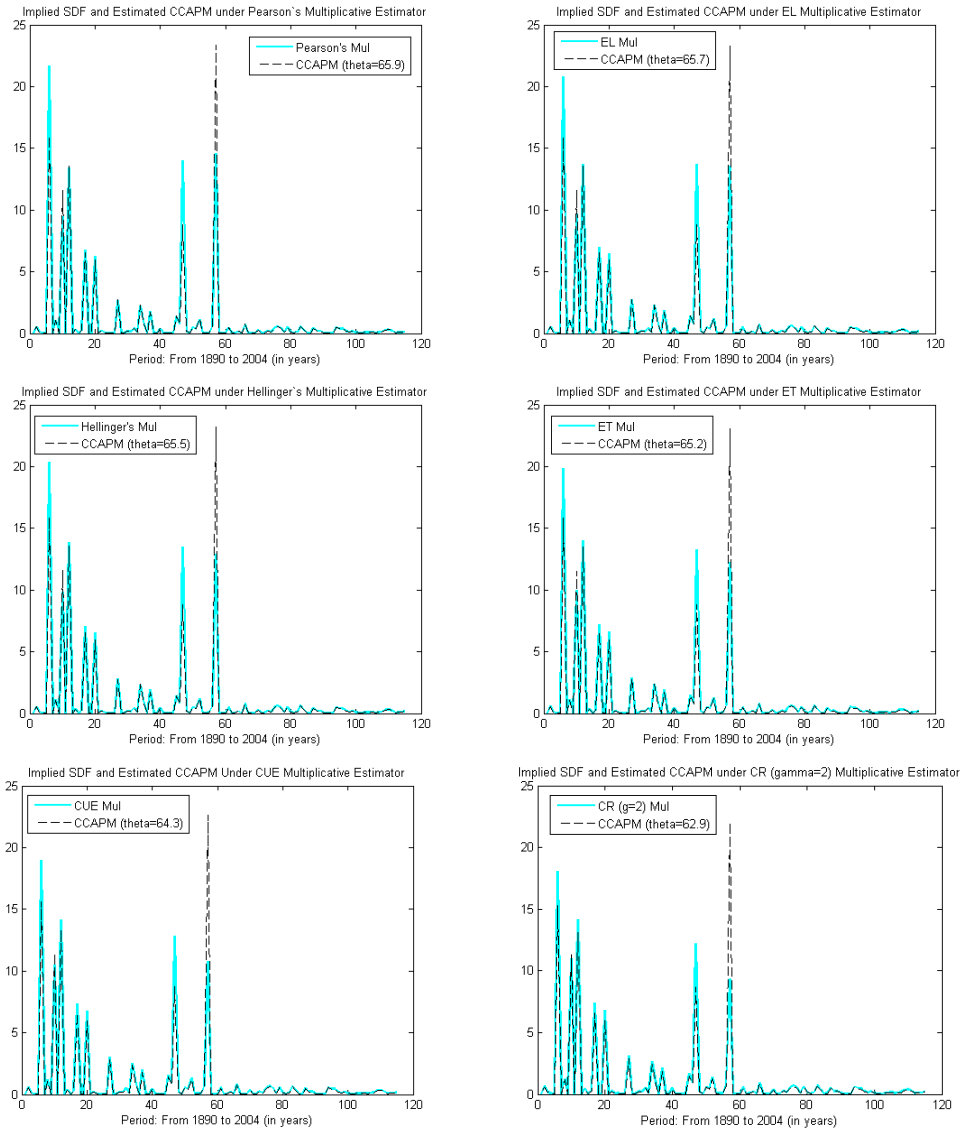 Implied SDF and Estimated CCAPM under Pearson`s Multiplicative Estimator
25
20
15
10
5
0
Pearson's Mul
CCAPM (theta=65.9)
0 20 40 60 80 100 120
Period: From 1890 to 2004 (in years)
Implied SDF and Estimated CCAPM under EL Multiplicative Estimator
25
20
15
10
5
0
EL Mul
CCAPM (theta=65.7)
0 20 40 60 80 100 120
Period: From 1890 to 2004 (in years)
Implied SDF and Estimated CCAPM under Hellinger`s Multiplicative Estimator
25
20
15
10
5
0
Hellinger's Mul
CCAPM (theta=65.5)
0 20 40 60 80 100 120
Period: From 1890 to 2004 (in years)
Implied SDF and Estimated CCAPM under ET Multiplicative Estimator
25
20
15
10
5
0
ET Mul
CCAPM (theta=65.2)
0 20 40 60 80 100 120
Period: From 1890 to 2004 (in years)
Implied SDF and Estimated CCAPM Under CUE Multiplicative Estimator
25
20
15
10
5
0
CUE Mul
CCAPM (theta=64.3)
0 20 40 60 80 100 120
Period: From 1890 to 2004 (in years)
Implied SDF and Estimated CCAPM under CR (gamma=2) Multiplicative Estimator
25
20
15
10
5
0
CR (g=2) Mul
CCAPM (theta=62.9)
0 20 40 60 80 100 120
Period: From 1890 to 2004 (in years)